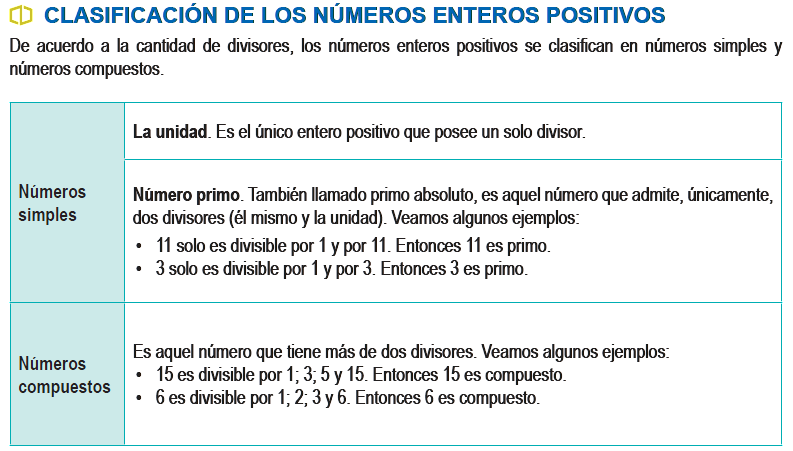 CLASIFICACIÓN DE LOS NÚMEROS ENTEROS POSITIVOS
De acuerdo a la cantidad de divisores, los números enteros positivos se clasifican en números simples y
números compuestos.
Números
simples
La unidad. Es el único entero positivo que posee un solo divisor.
Número primo. También llamado primo absoluto, es aquel número que admite, únicamente,
dos divisores (él mismo y la unidad). Veamos algunos ejemplos:
• 11 solo es divisible por 1 y por 11. Entonces 11 es primo.
• 3 solo es divisible por 1 y por 3. Entonces 3 es primo.
Números
compuestos
Es aquel número que tiene más de dos divisores. Veamos algunos ejemplos:
• 15 es divisible por 1; 3; 5 y 15. Entonces 15 es compuesto.
• 6 es divisible por 1; 2; 3 y 6. Entonces 6 es compuesto.